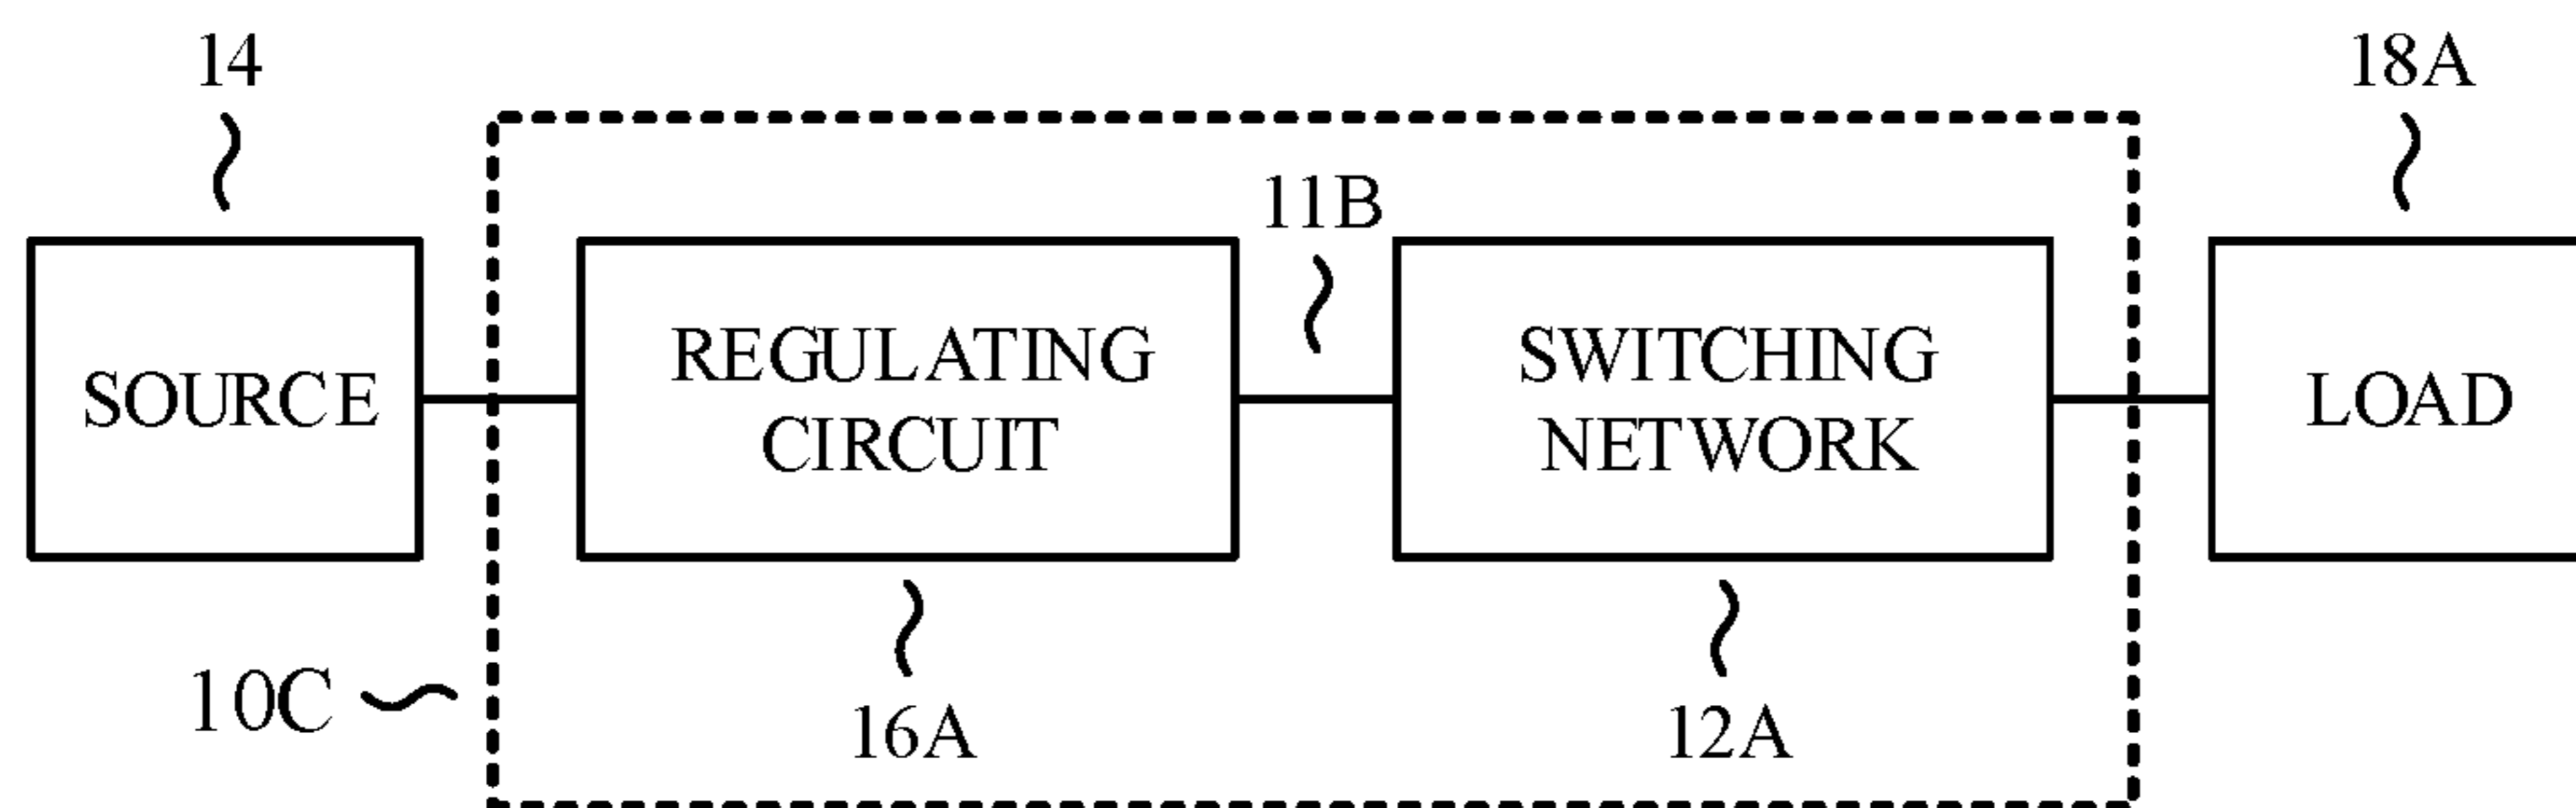 14
18A
11B
SOURCE
REGULATING
CIRCUIT
SWITCHING
NETWORK
LOAD
10C
16A
12A